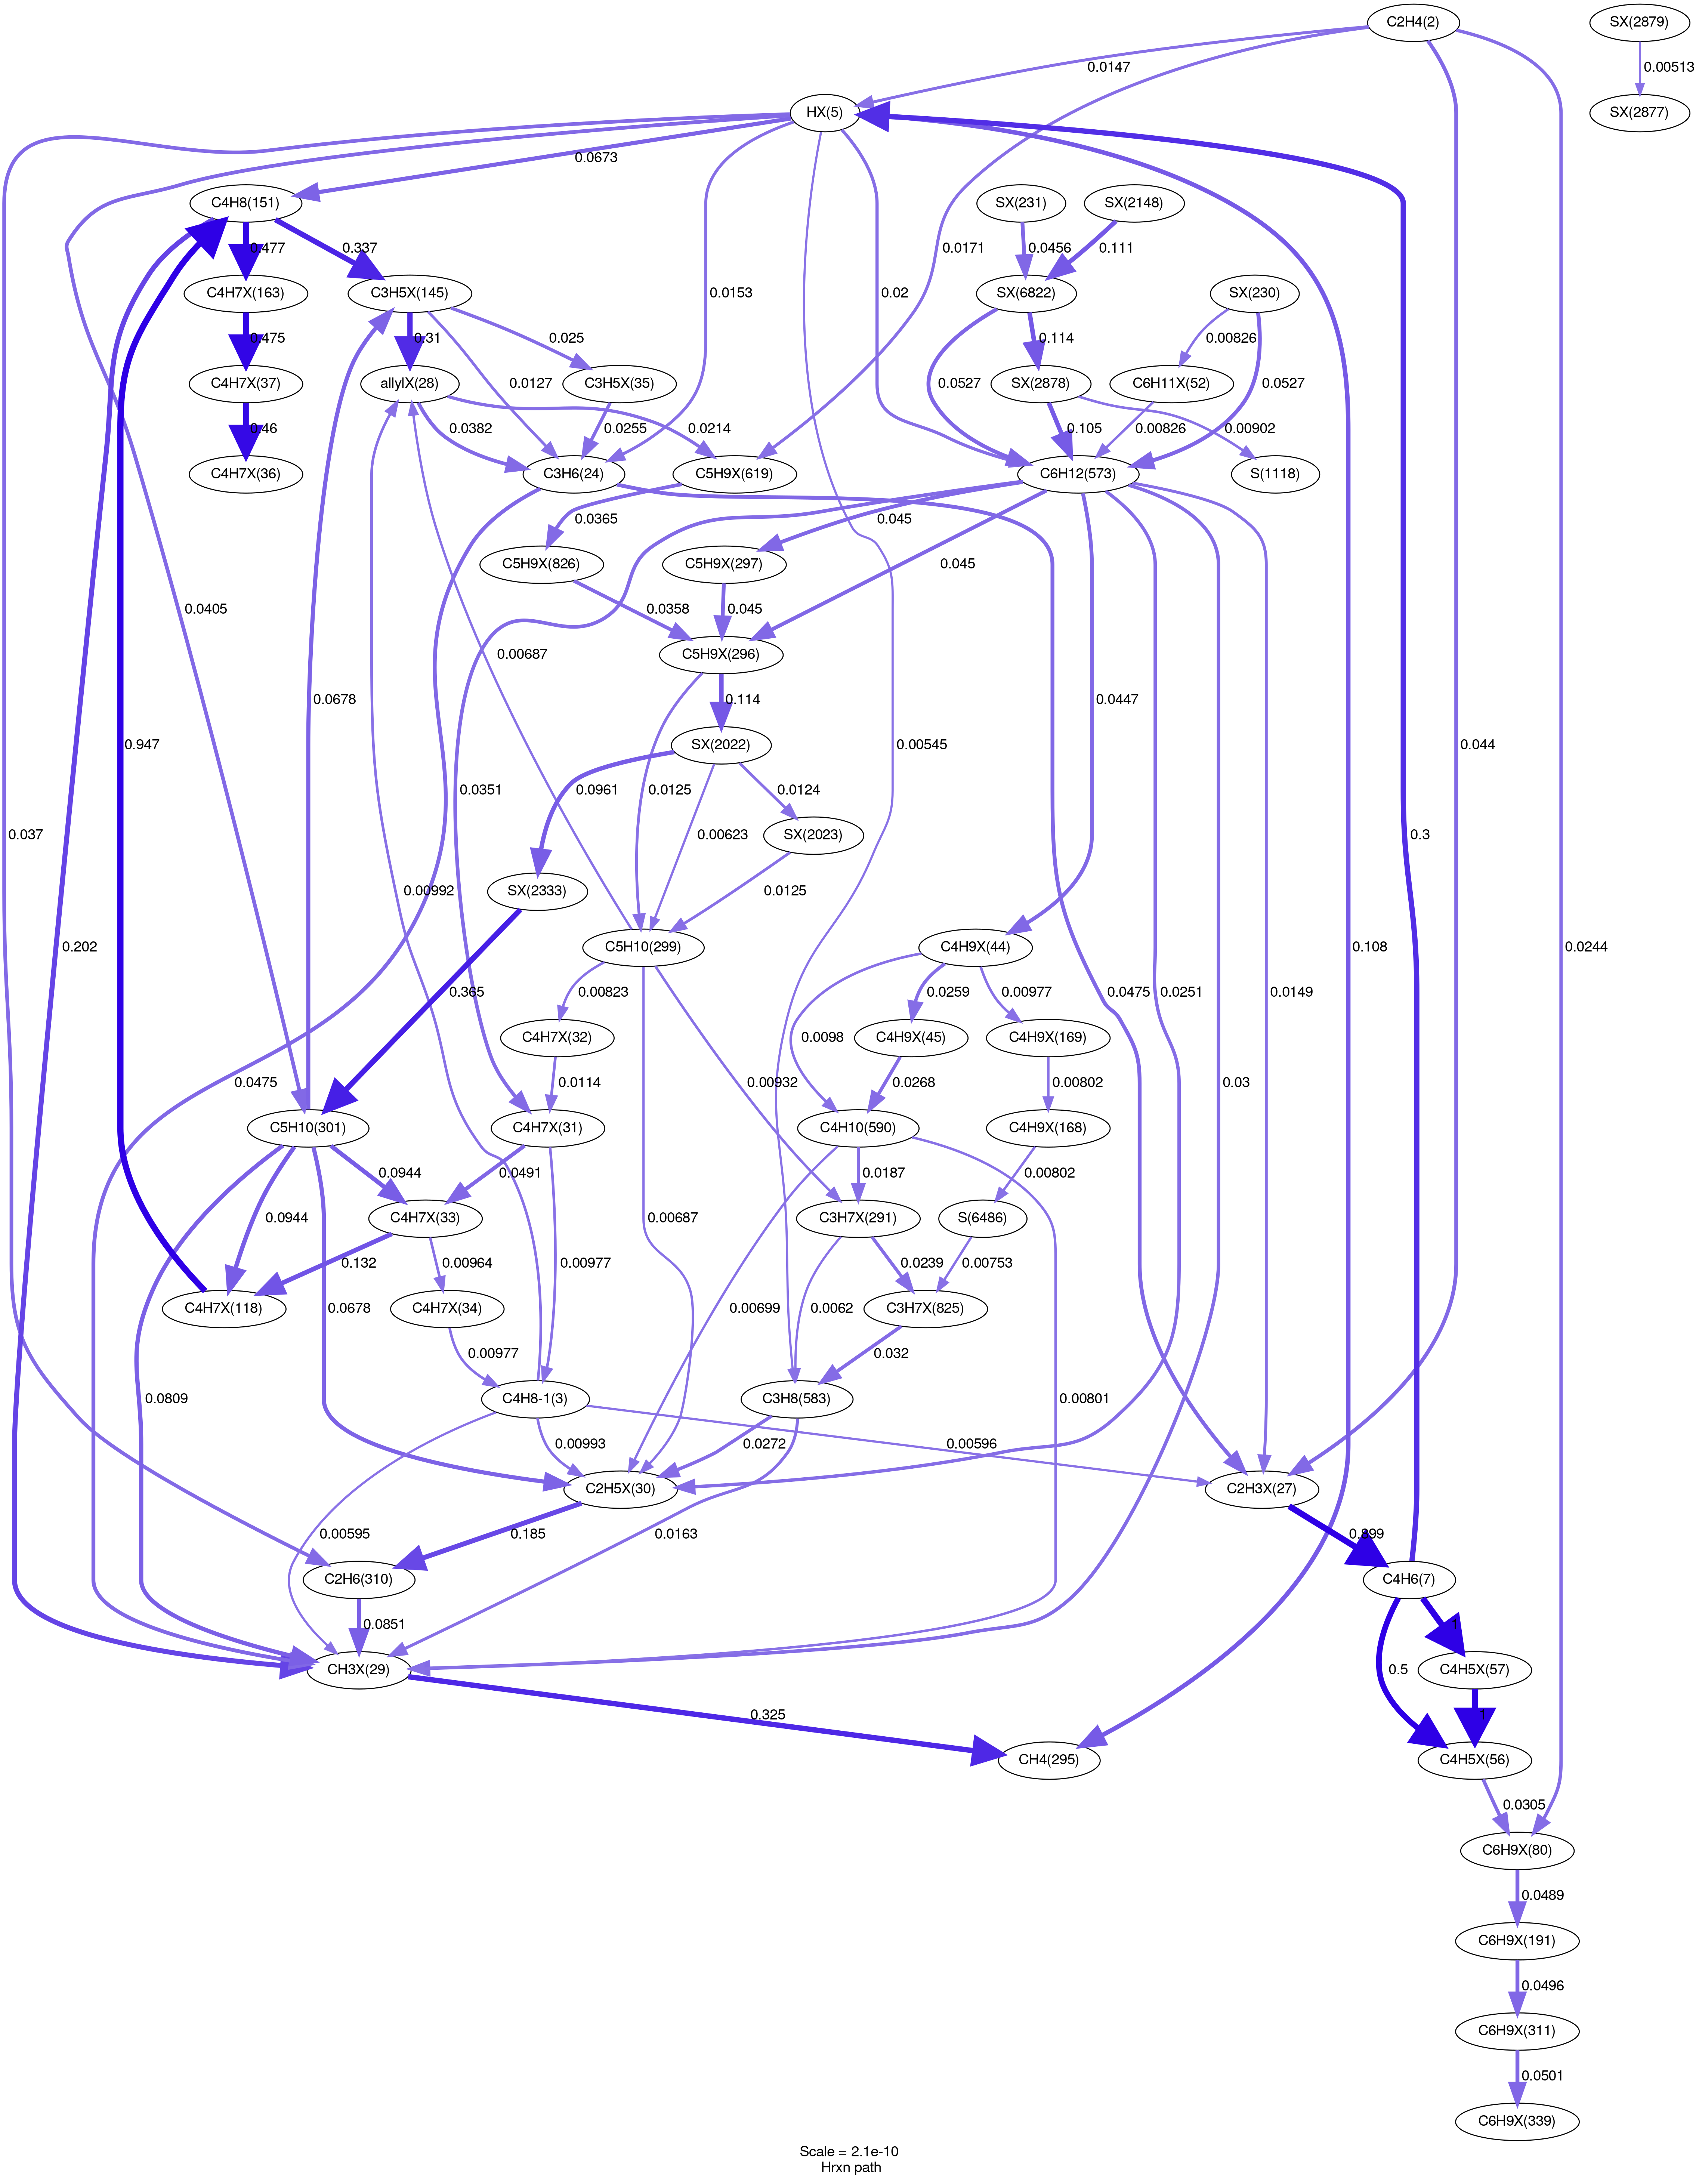 C2H4(2)
SX(2879)
0.0147
0.00513
HX(5)
SX(2877)
0.0673
C4H8(151)
SX(231)
SX(2148)
0.477
0.337
0.0171
0.0456
0.111
C4H7X(163)
C3H5X(145)
0.0153
0.02
SX(6822)
SX(230)
0.475
0.31
0.025
0.114
0.00826
C4H7X(37)
allylX(28)
0.0127
C3H5X(35)
0.0527
SX(2878)
C6H11X(52)
0.0527
0.46
0.0382
0.0255
0.0214
0.105
0.00826
0.00902
C4H7X(36)
C3H6(24)
C5H9X(619)
C6H12(573)
S(1118)
0.0365
0.045
C5H9X(826)
C5H9X(297)
0.045
0.0405
0.0358
0.045
C5H9X(296)
0.00687
0.0678
0.114
0.0447
0.947
SX(2022)
0.00545
0.044
0.0351
0.0961
0.0125
0.0124
0.037
0.00623
SX(2023)
0.3
0.00992
SX(2333)
0.0125
0.202
C5H10(299)
C4H9X(44)
0.108
0.0244
0.365
0.00823
0.0259
0.00977
0.0475
0.0251
0.0149
C4H7X(32)
C4H9X(45)
C4H9X(169)
0.0475
0.0114
0.00932
0.0098
0.0268
0.00802
0.03
C5H10(301)
C4H7X(31)
C4H10(590)
C4H9X(168)
0.0944
0.0491
0.0187
0.00802
0.0944
C4H7X(33)
0.00687
C3H7X(291)
S(6486)
0.132
0.00964
0.00977
0.0239
0.00753
C4H7X(118)
0.0678
C4H7X(34)
0.00699
0.0062
C3H7X(825)
0.00977
0.032
0.0809
C4H8-1(3)
C3H8(583)
0.00801
0.00993
0.0272
0.00596
C2H5X(30)
C2H3X(27)
0.00595
0.185
0.0163
0.899
C2H6(310)
C4H6(7)
0.0851
1
CH3X(29)
0.5
C4H5X(57)
0.325
1
CH4(295)
C4H5X(56)
0.0305
C6H9X(80)
0.0489
C6H9X(191)
0.0496
C6H9X(311)
0.0501
C6H9X(339)
Scale = 2.1e-10
Hrxn path